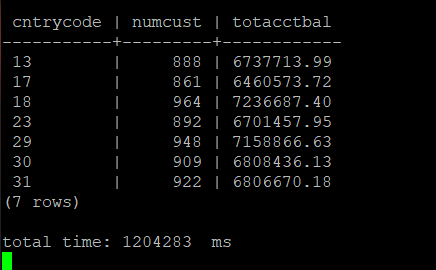 cntrycode | numcust | totacctbal
-----------+---------+------------
13 | 888 | 6737713.99
17 | 861 | 6460573.72
18 | 964 | 7236687.40
23 | 892 | 6701457.95
29 | 948 | 7158866.63
30 | 909 | 6808436.13
31 | 922 | 6806670.18
(7 rows)
total time: 1204283 ms